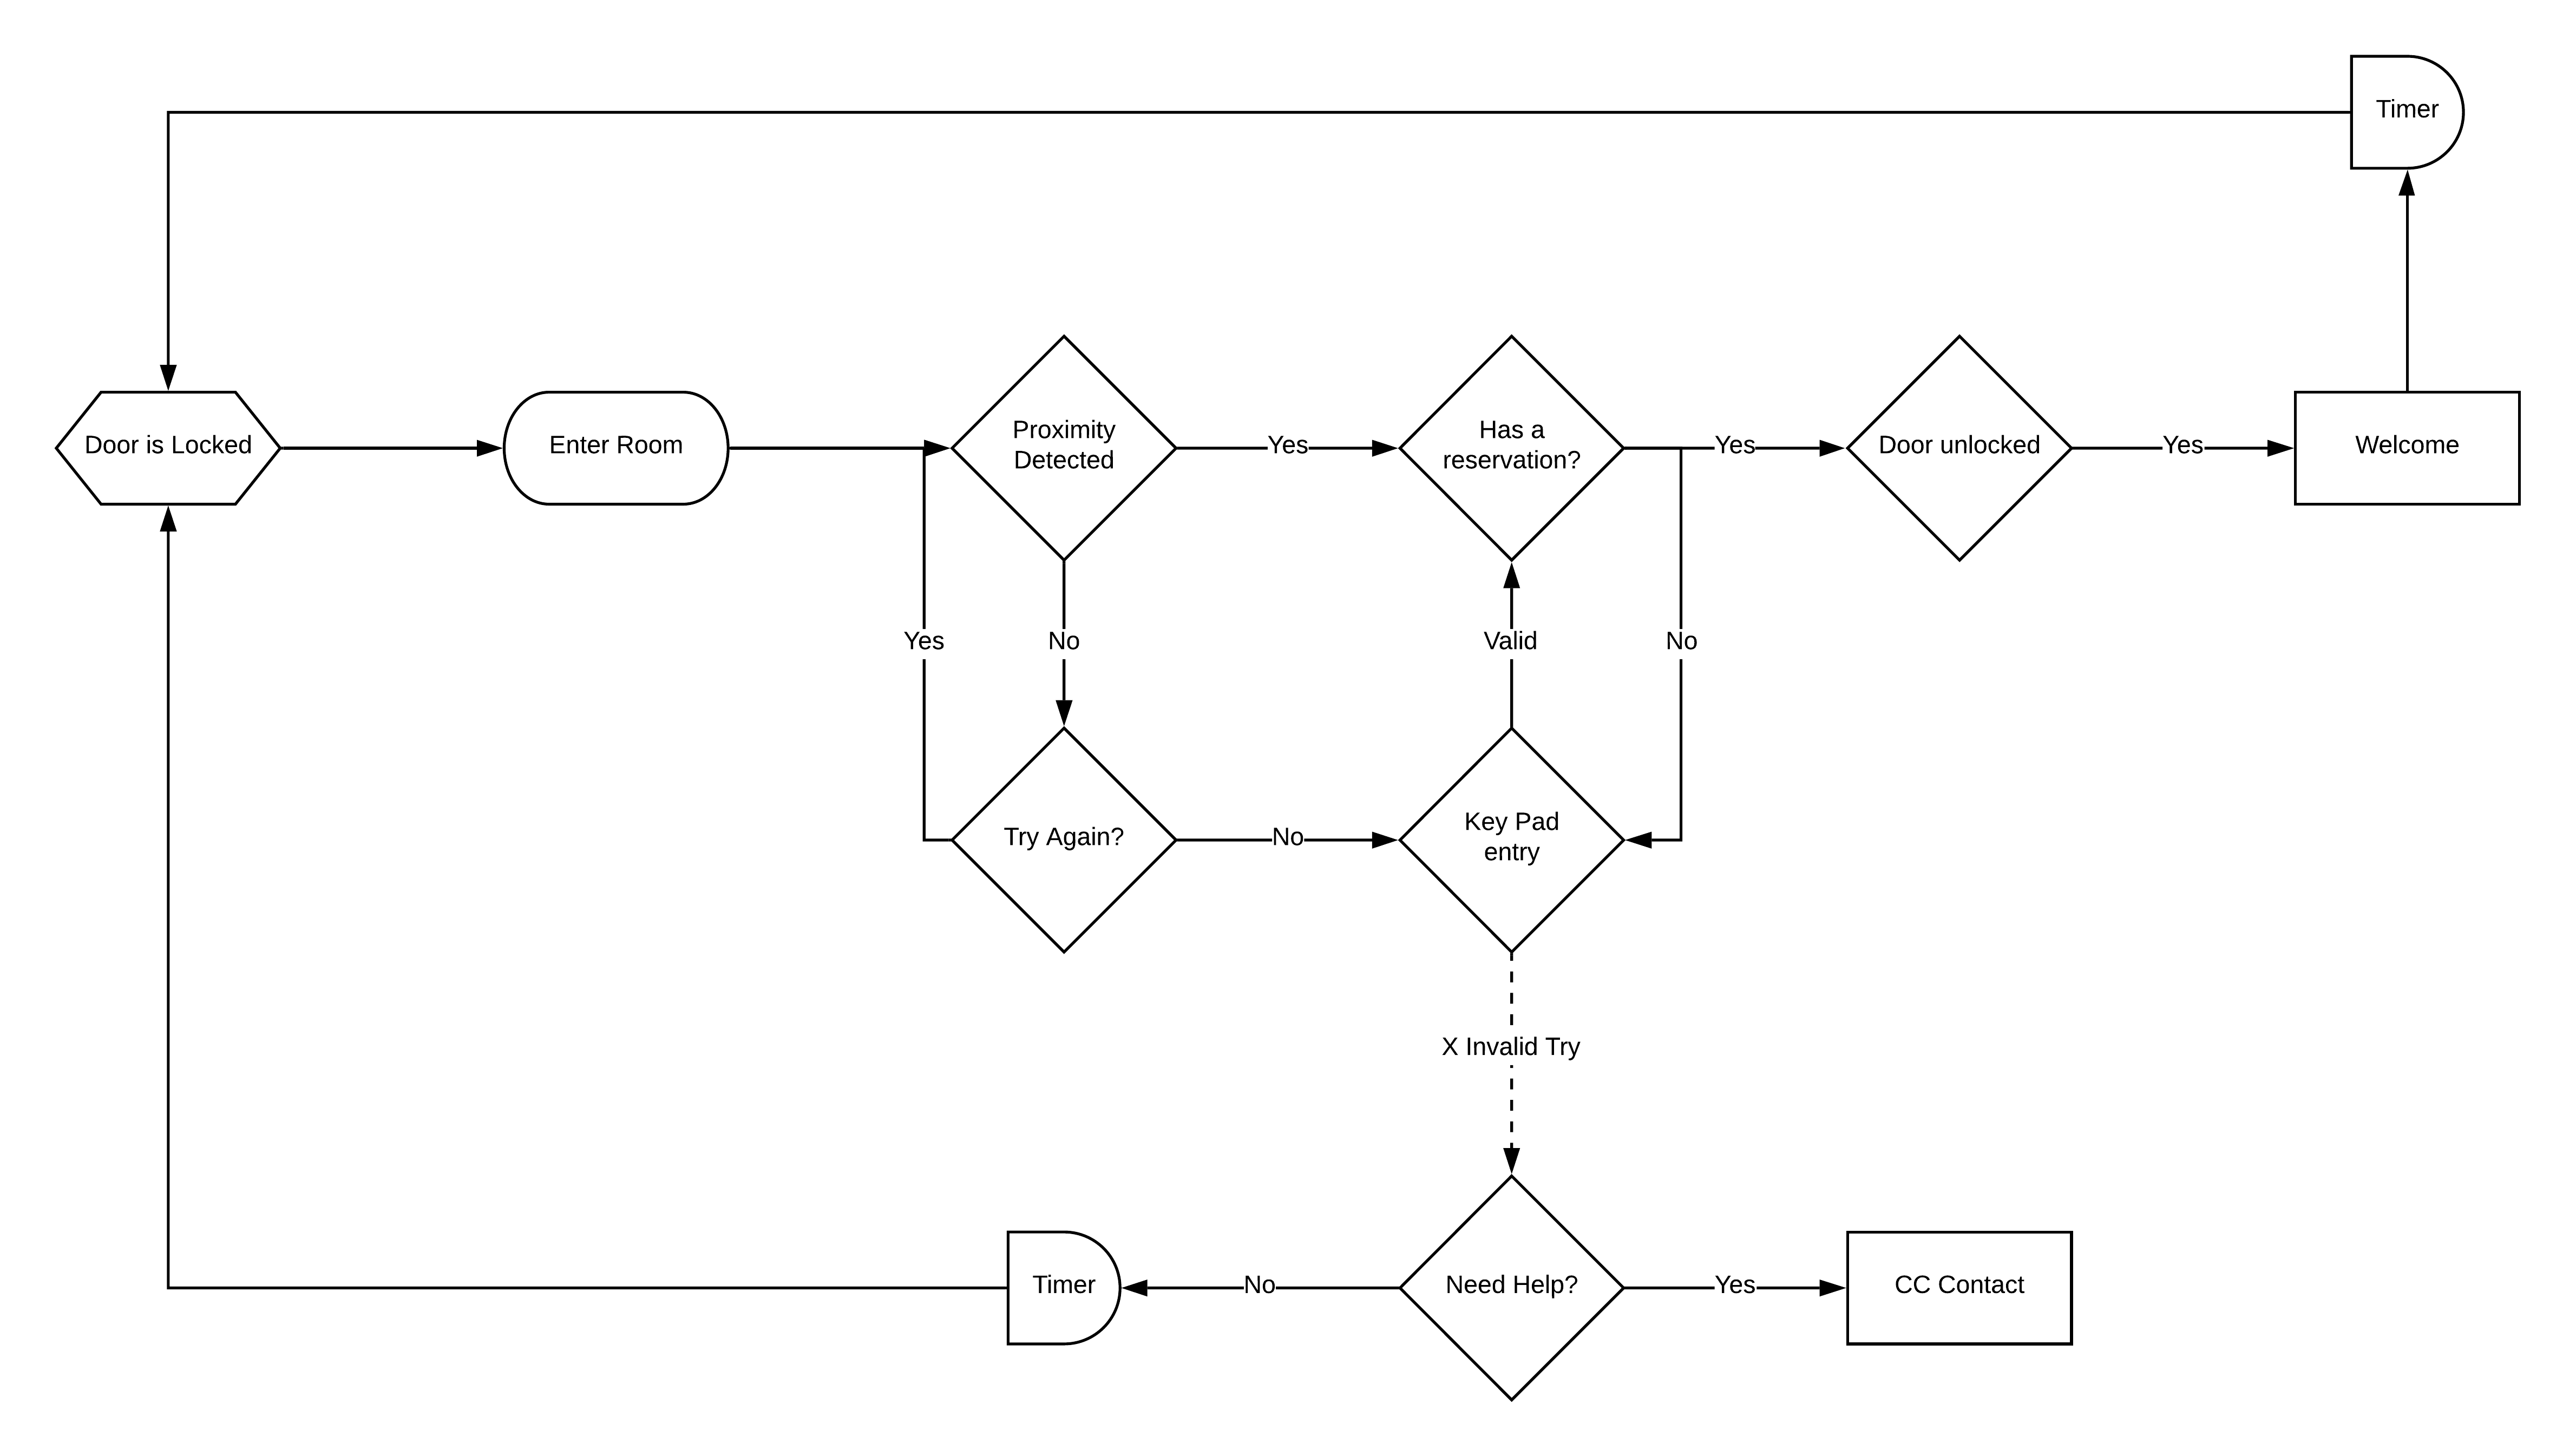 Timer
Door is Locked
Enter Room
Proximity
Detected
Yes
Has a
reservation?
Yes
Door unlocked
Yes
Welcome
Yes
No
Valid
No
Try Again?
No
Key Pad
entry
X Invalid Try
Timer
No
Need Help?
Yes
CC Contact